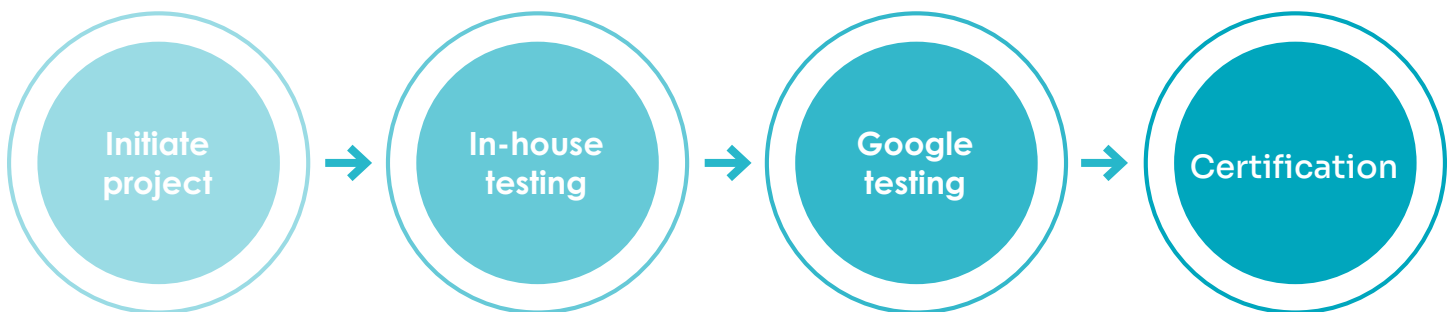 Initiate
project
In-house
testing
Google
testing
Certification